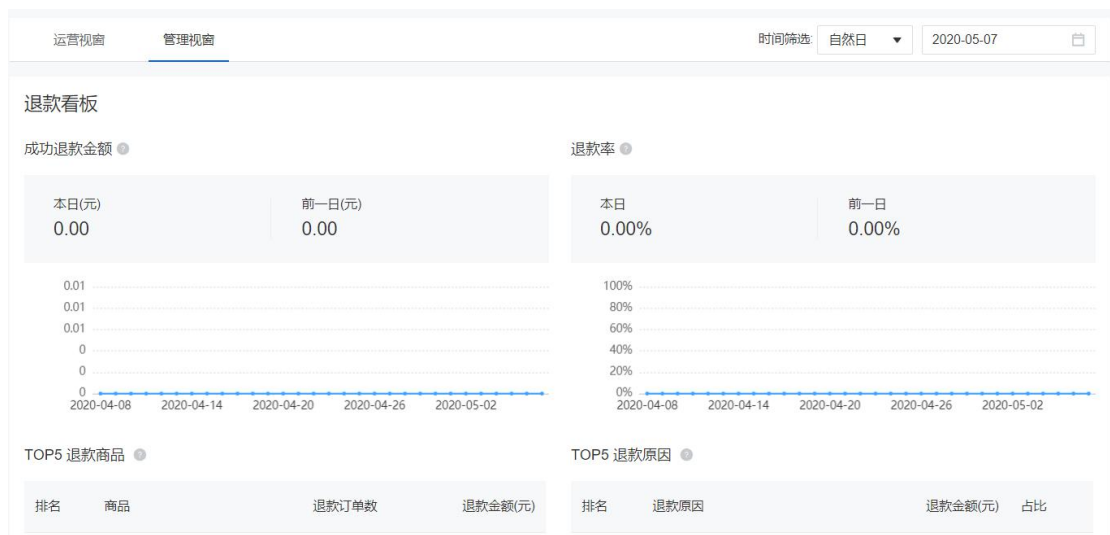 运营视窗 管理视窗 时间筛选: 自然日 2020-05-07
退款看板
成功退款金额
本日(元) 前一日(元)
0.00 0.00
0.01
0.01
0.01
0
0
0
2020-04-08 2020-04-14 2020-04-20 2020-04-26 2020-05-02
退款率
本日 前一日
0.00% 0.00%
100%
80%
60%
40%
20%
0%
2020-04-08 2020-04-14 2020-04-20 2020-04-26 2020-05-02
TOP5 退款商品
排名 商品 退款订单数 退款金额(元)
TOP5 退款原因
排名 退款原因 退款金额(元) 占比